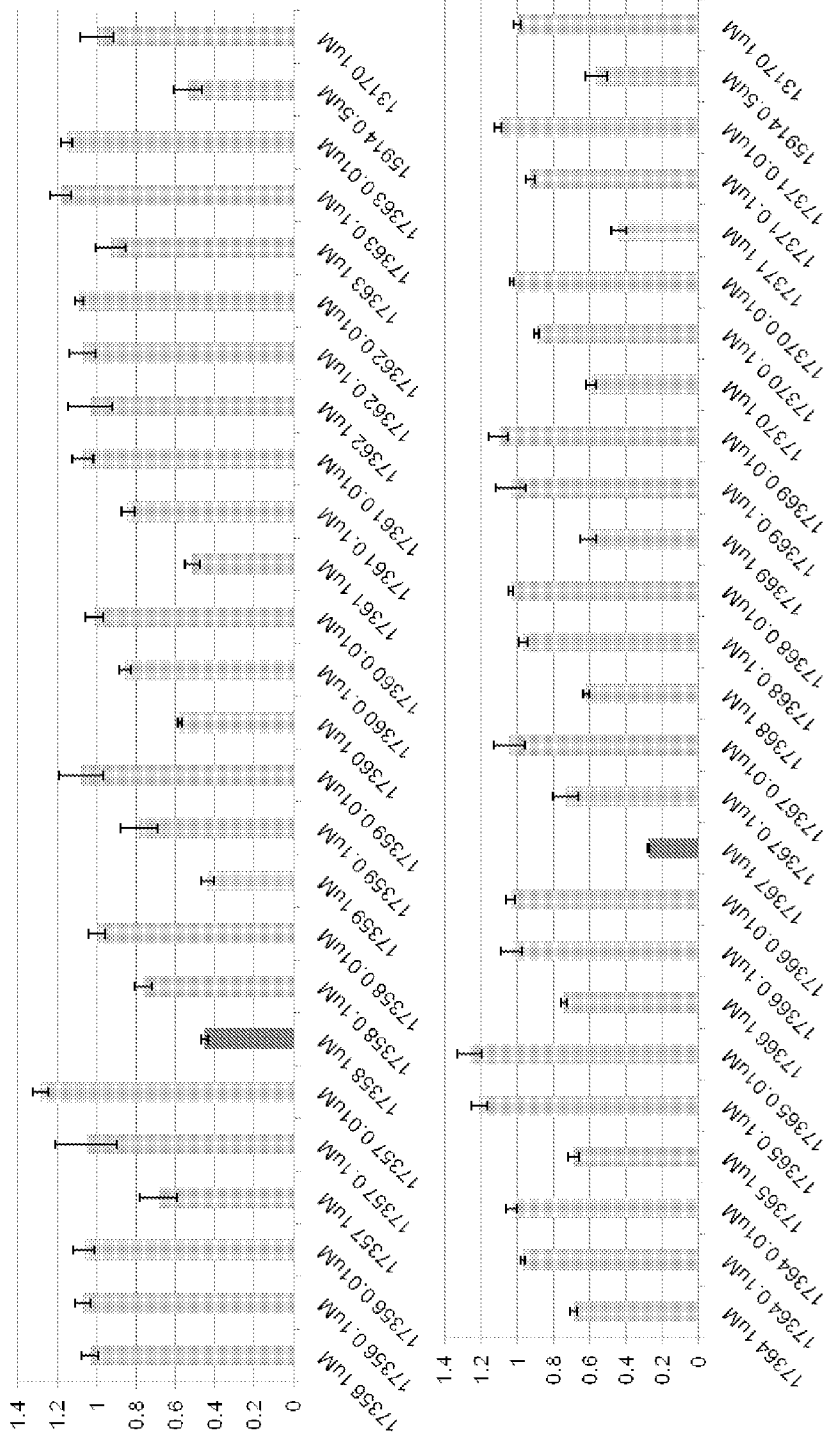 1.4
1.2
1
0.8
0.6
0.4
0.2
0
17356 1uM
17356 0.1uM
17356 0.01uM
17357 1uM
17357 0.1uM
17357 0.01uM
17358 1uM
17358 0.1uM
17358 0.01uM
17359 1uM
17359 0.1uM
17359 0.01uM
17360 1uM
17360 0.1uM
17360 0.01uM
17361 1uM
17361 0.1uM
17361 0.01uM
17362 1uM
17362 0.1uM
17362 0.01uM
17363 1uM
17363 0.1uM
17363 0.01uM
15914 0.5uM
13170 1uM
1.4
1.2
1
0.8
0.6
0.4
0.2
0
17364 1uM
17364 0.1uM
17364 0.01uM
17365 1uM
17365 0.1uM
17365 0.01uM
17366 1uM
17366 0.1uM
17366 0.01uM
17367 1uM
17367 0.1uM
17367 0.01uM
17368 1uM
17368 0.1uM
17368 0.01uM
17369 1uM
17369 0.1uM
17369 0.01uM
17370 1uM
17370 0.1uM
17370 0.01uM
17371 1uM
17371 0.1uM
17371 0.01uM
15914 0.5uM
13170 1uM